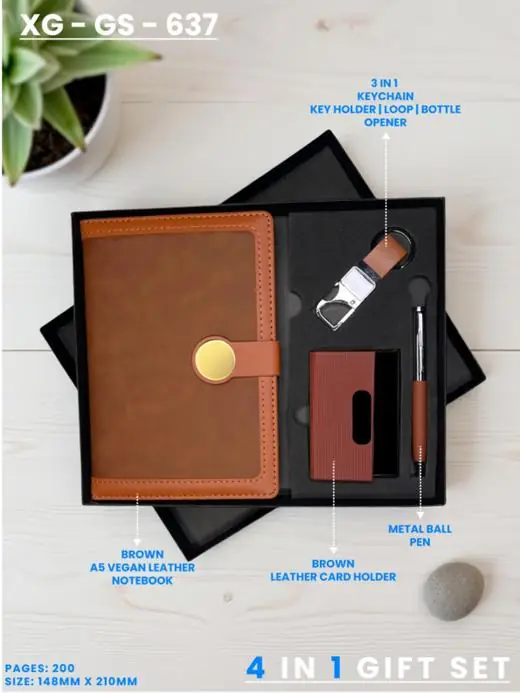 XG - GS - 637
3 IN 1
KEYCHAIN
KEY HOLDER | LOOP | BOTTLE
OPENER
METAL BALL
PEN
BROWN
A5 VEGAN LEATHER
NOTEBOOK
BROWN
LEATHER CARD HOLDER
PAGES: 200
SIZE: 148MM X 210MM
4 IN 1 GIFT SET